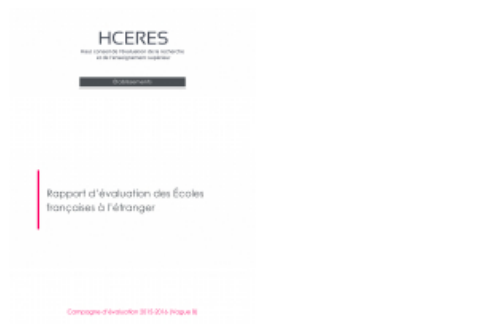 HCERES
Haut conseil de l'évaluation de la recherche
et de l'enseignement supérieur
Établissements
Rapport d'évaluation des Écoles
françaises à l'étranger
Campagne d'évaluation 2015-2016 (Vague B)